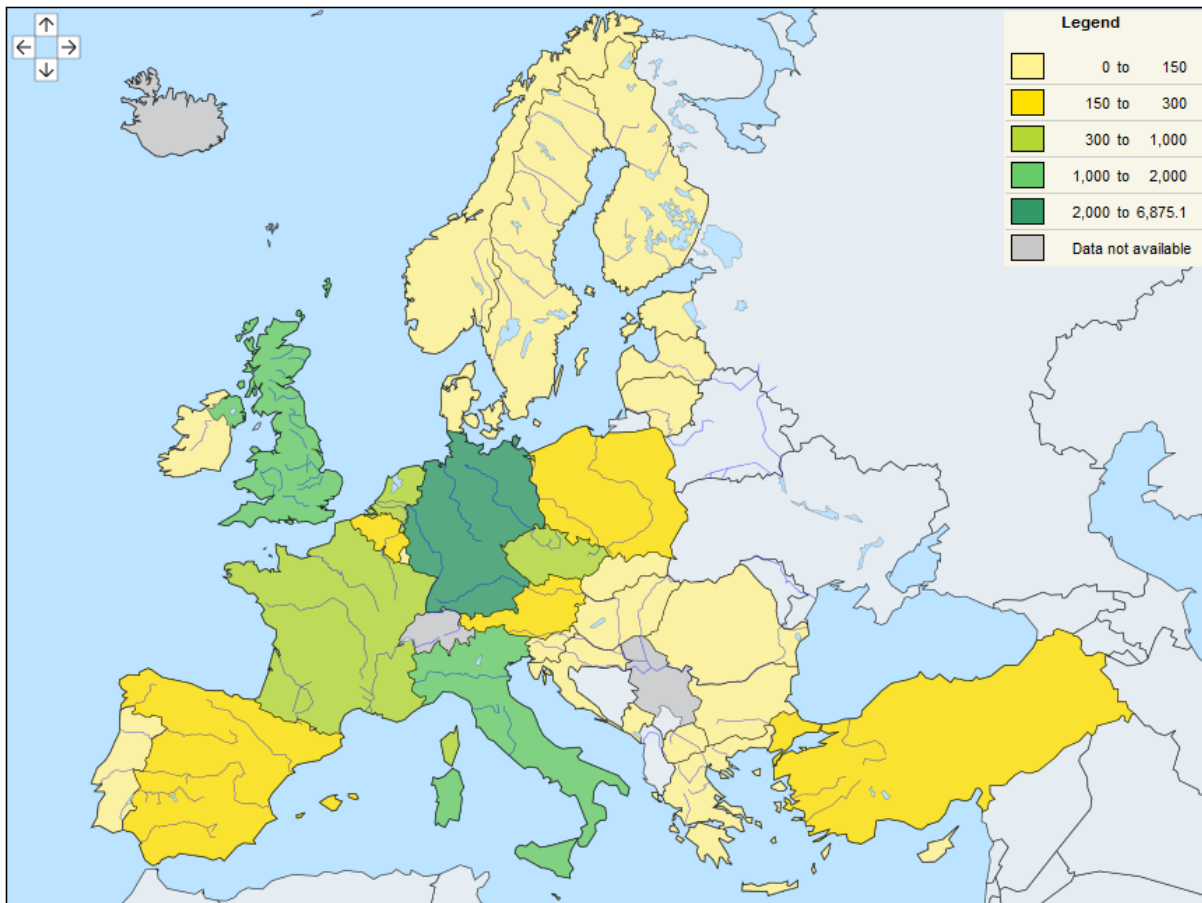 Legend
0 to 150
150 to 300
300 to 1,000
1,000 to 2,000
2,000 to 6,875.1
Data not available